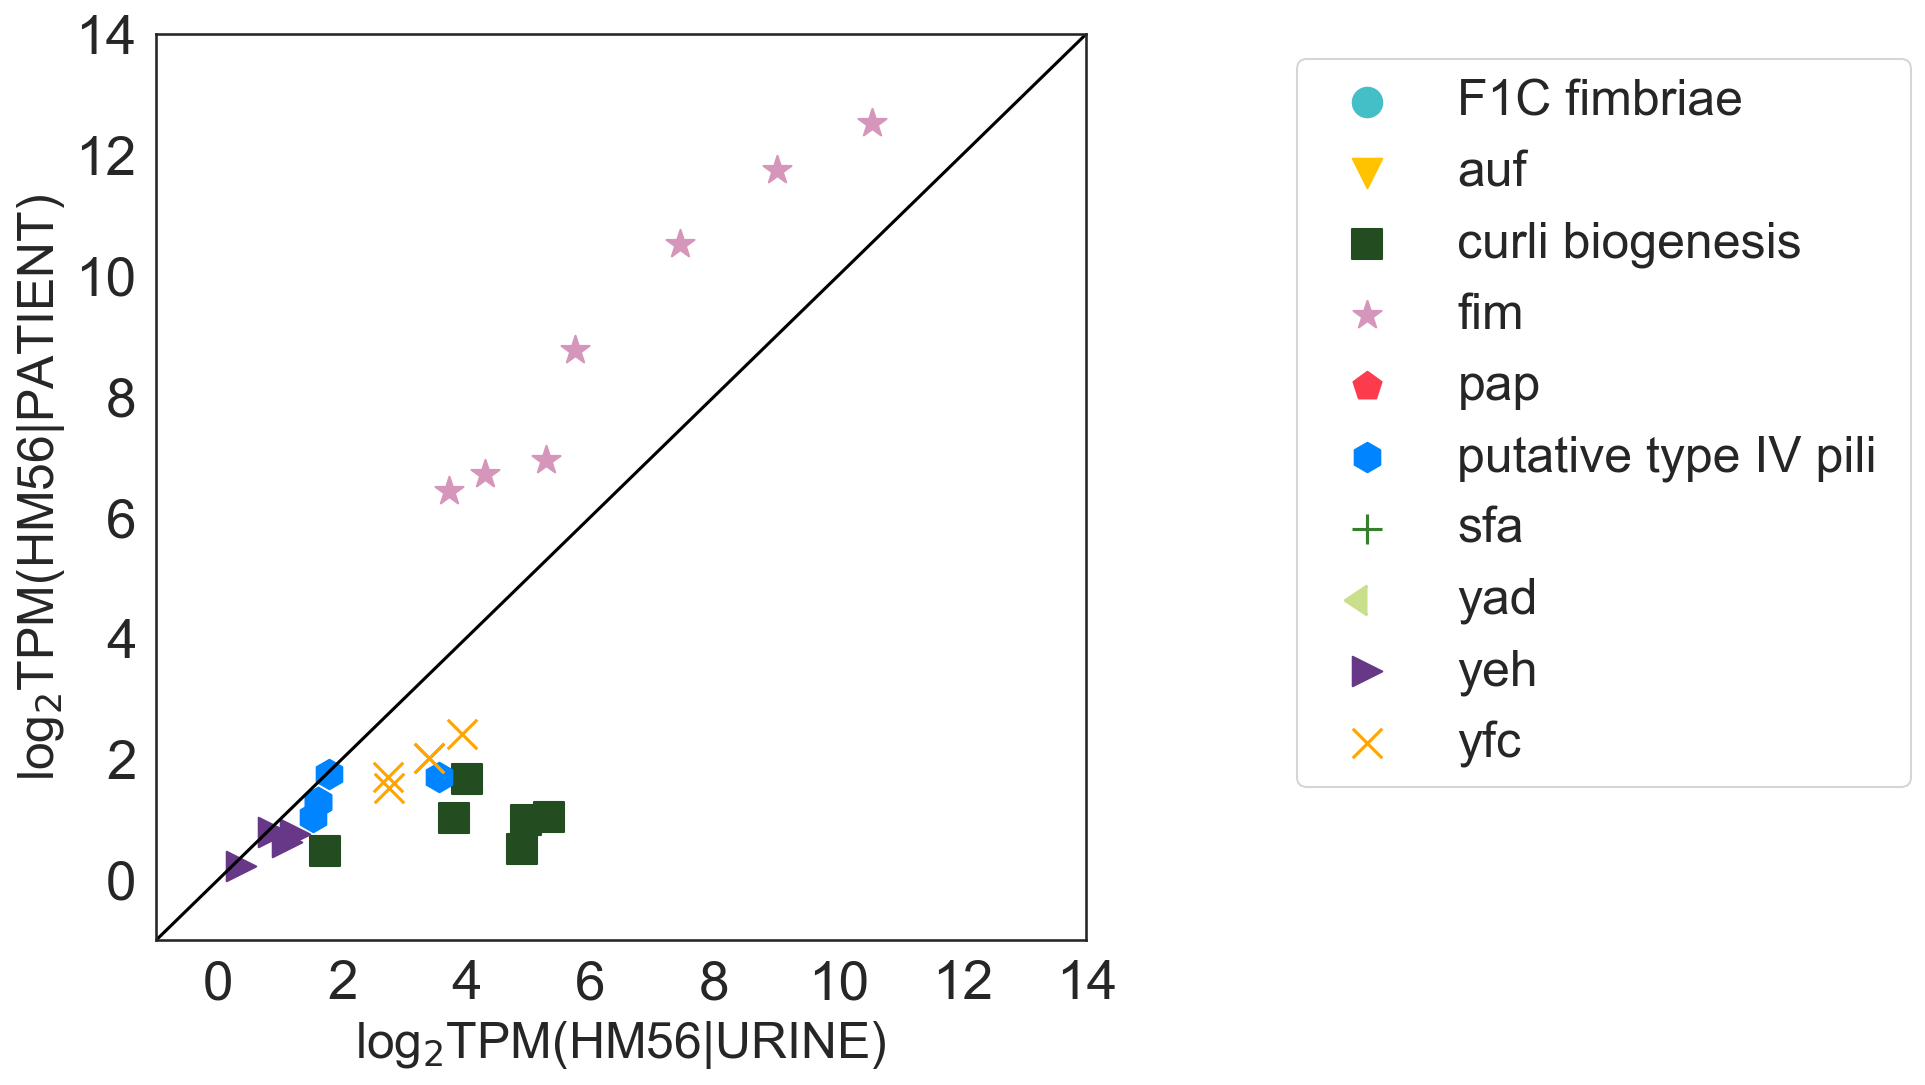 14
12
10
8
6
4
2
0
log₂TPM(HM56|PATIENT)
0 2 4 6 8 10 12 14
log₂TPM(HM56|URINE)
F1C fimbriae
auf
curli biogenesis
fim
pap
putative type IV pili
sfa
yad
yeh
yfc